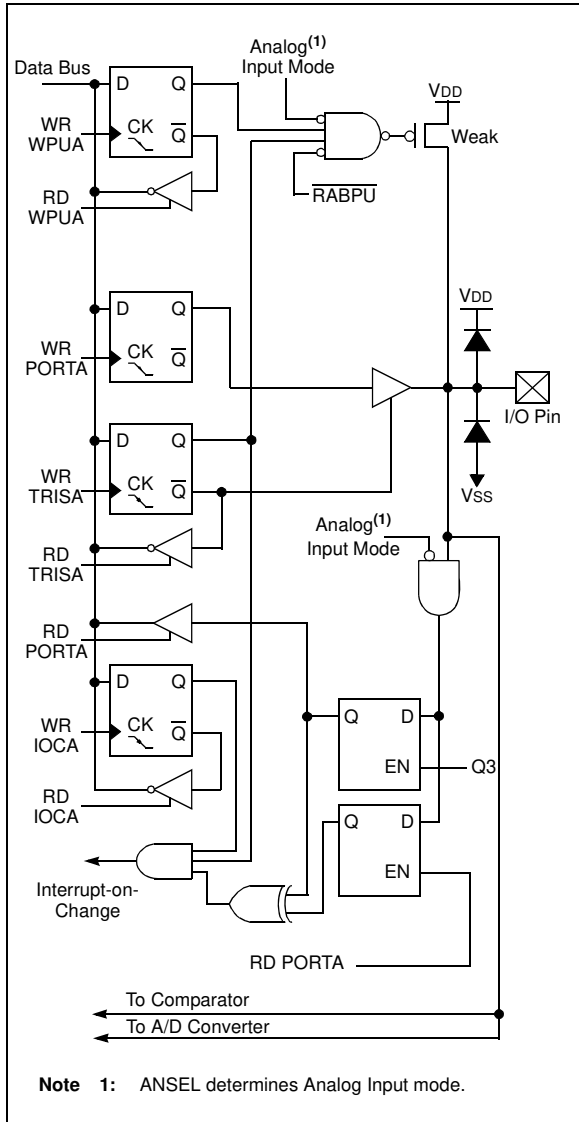 Analog(1)
Input Mode
Data Bus
D Q
VDD
WR
WPUA
CK Q
Weak
RD
WPUA
RABPU
D Q
VDD
WR
PORTA
CK Q
I/O Pin
D Q
WR
TRISA
CK Q
VSS
Analog(1)
Input Mode
RD
TRISA
RD
PORTA
D Q
Q D
WR
IOCA
CK Q
EN
Q3
RD
IOCA
Q D
EN
Interrupt-on-
Change
RD PORTA
To Comparator
To A/D Converter
Note 1: ANSEL determines Analog Input mode.